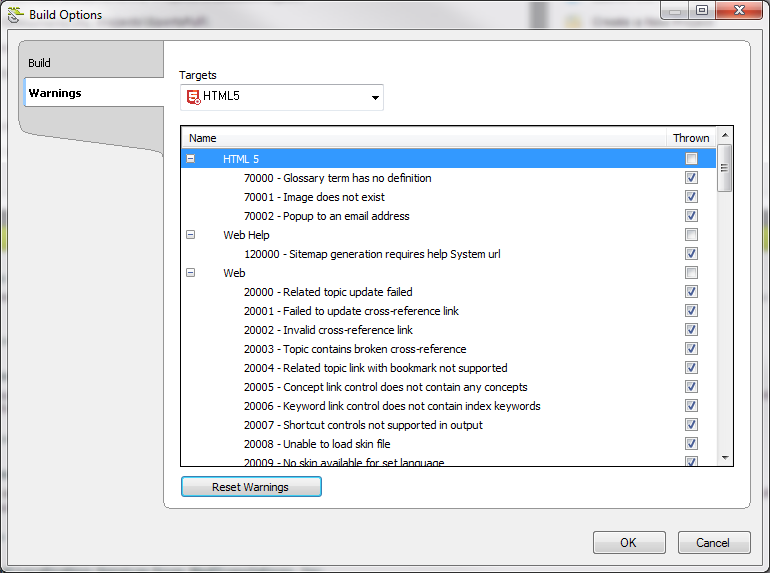 Build Options
Build
Warnings
Targets
HTML5
Name Thrown
HTML 5
70000 - Glossary term has no definition
70001 - Image does not exist
70002 - Popup to an email address
Web Help
120000 - Sitemap generation requires help System url
Web
20000 - Related topic update failed
20001 - Failed to update cross-reference link
20002 - Invalid cross-reference link
20003 - Topic contains broken cross-reference
20004 - Related topic link with bookmark not supported
20005 - Concept link control does not contain any concepts
20006 - Keyword link control does not contain index keywords
20007 - Shortcut controls not supported in output
20008 - Unable to load skin file
20009 - No skin available for set language
Reset Warnings
OK Cancel